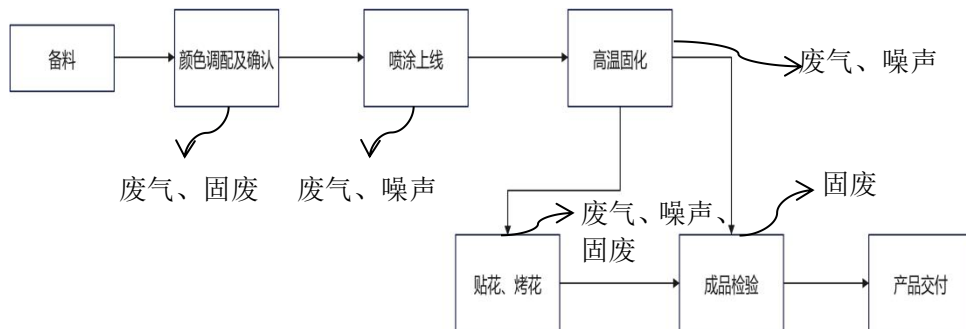 备料
颜色调配及确认
喷涂上线
高温固化
废气、噪声
废气、固废
废气、噪声
固废
废气、噪声、
固废
贴花、烤花
成品检验
产品交付